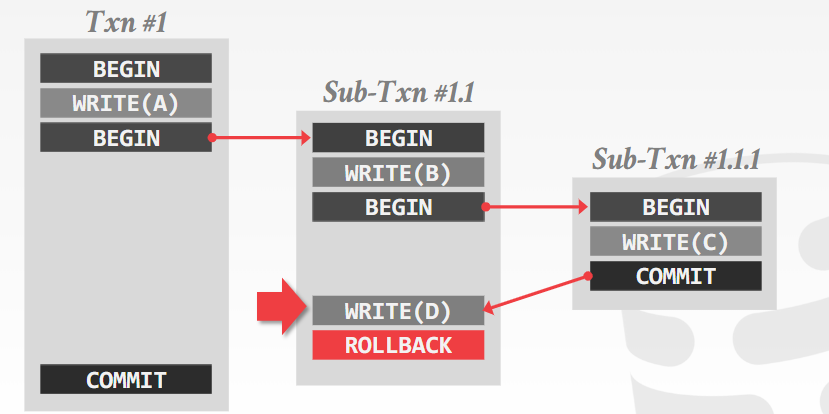 Txn #1
BEGIN
WRITE(A)
BEGIN
COMMIT
Sub-Txn #1.1
BEGIN
WRITE(B)
BEGIN
WRITE(D)
ROLLBACK
Sub-Txn #1.1.1
BEGIN
WRITE(C)
COMMIT